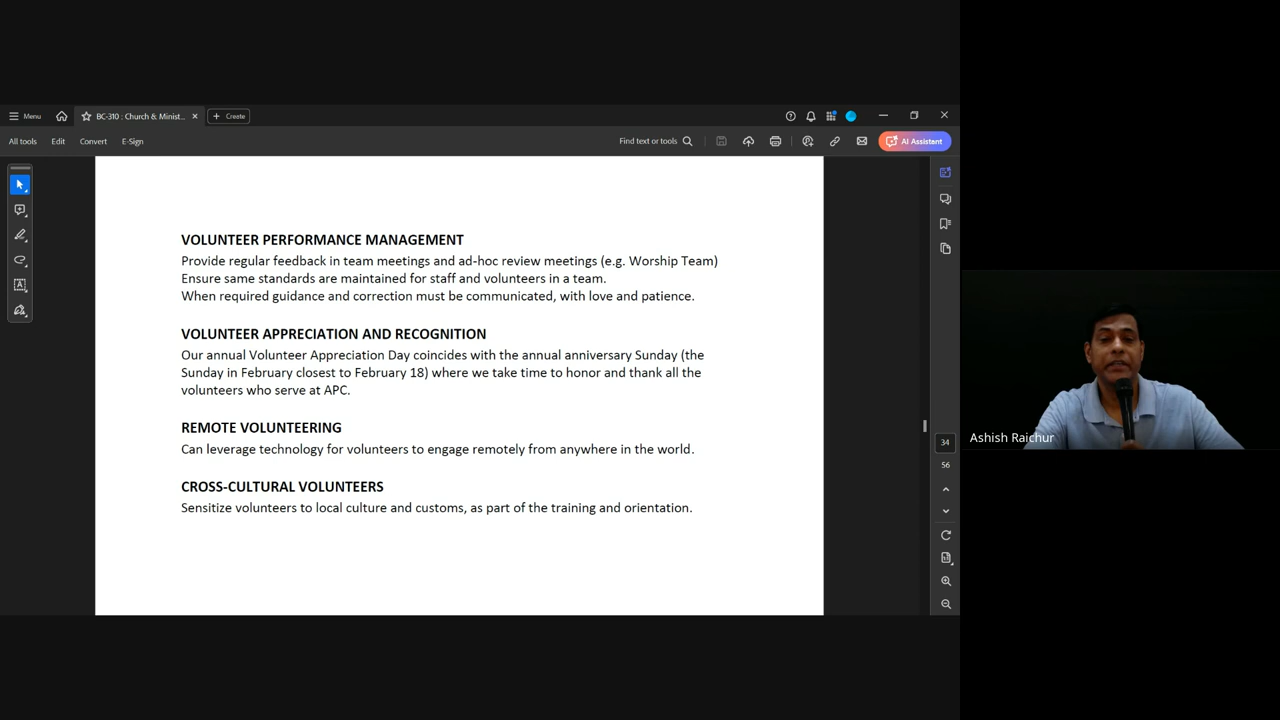 Menu
BC-310 : Church & Minist...
Create
All tools
Edit
Convert
E-Sign
Find text or tools
AI Assistant
VOLUNTEER PERFORMANCE MANAGEMENT
Provide regular feedback in team meetings and ad-hoc review meetings (e.g. Worship Team)
Ensure same standards are maintained for staff and volunteers in a team.
When required guidance and correction must be communicated, with love and patience.
VOLUNTEER APPRECIATION AND RECOGNITION
Our annual Volunteer Appreciation Day coincides with the annual anniversary Sunday (the
Sunday in February closest to February 18) where we take time to honor and thank all the
volunteers who serve at APC.
REMOTE VOLUNTEERING
Can leverage technology for volunteers to engage remotely from anywhere in the world.
CROSS-CULTURAL VOLUNTEERS
Sensitize volunteers to local culture and customs, as part of the training and orientation.
34
56
Ashish Raichur